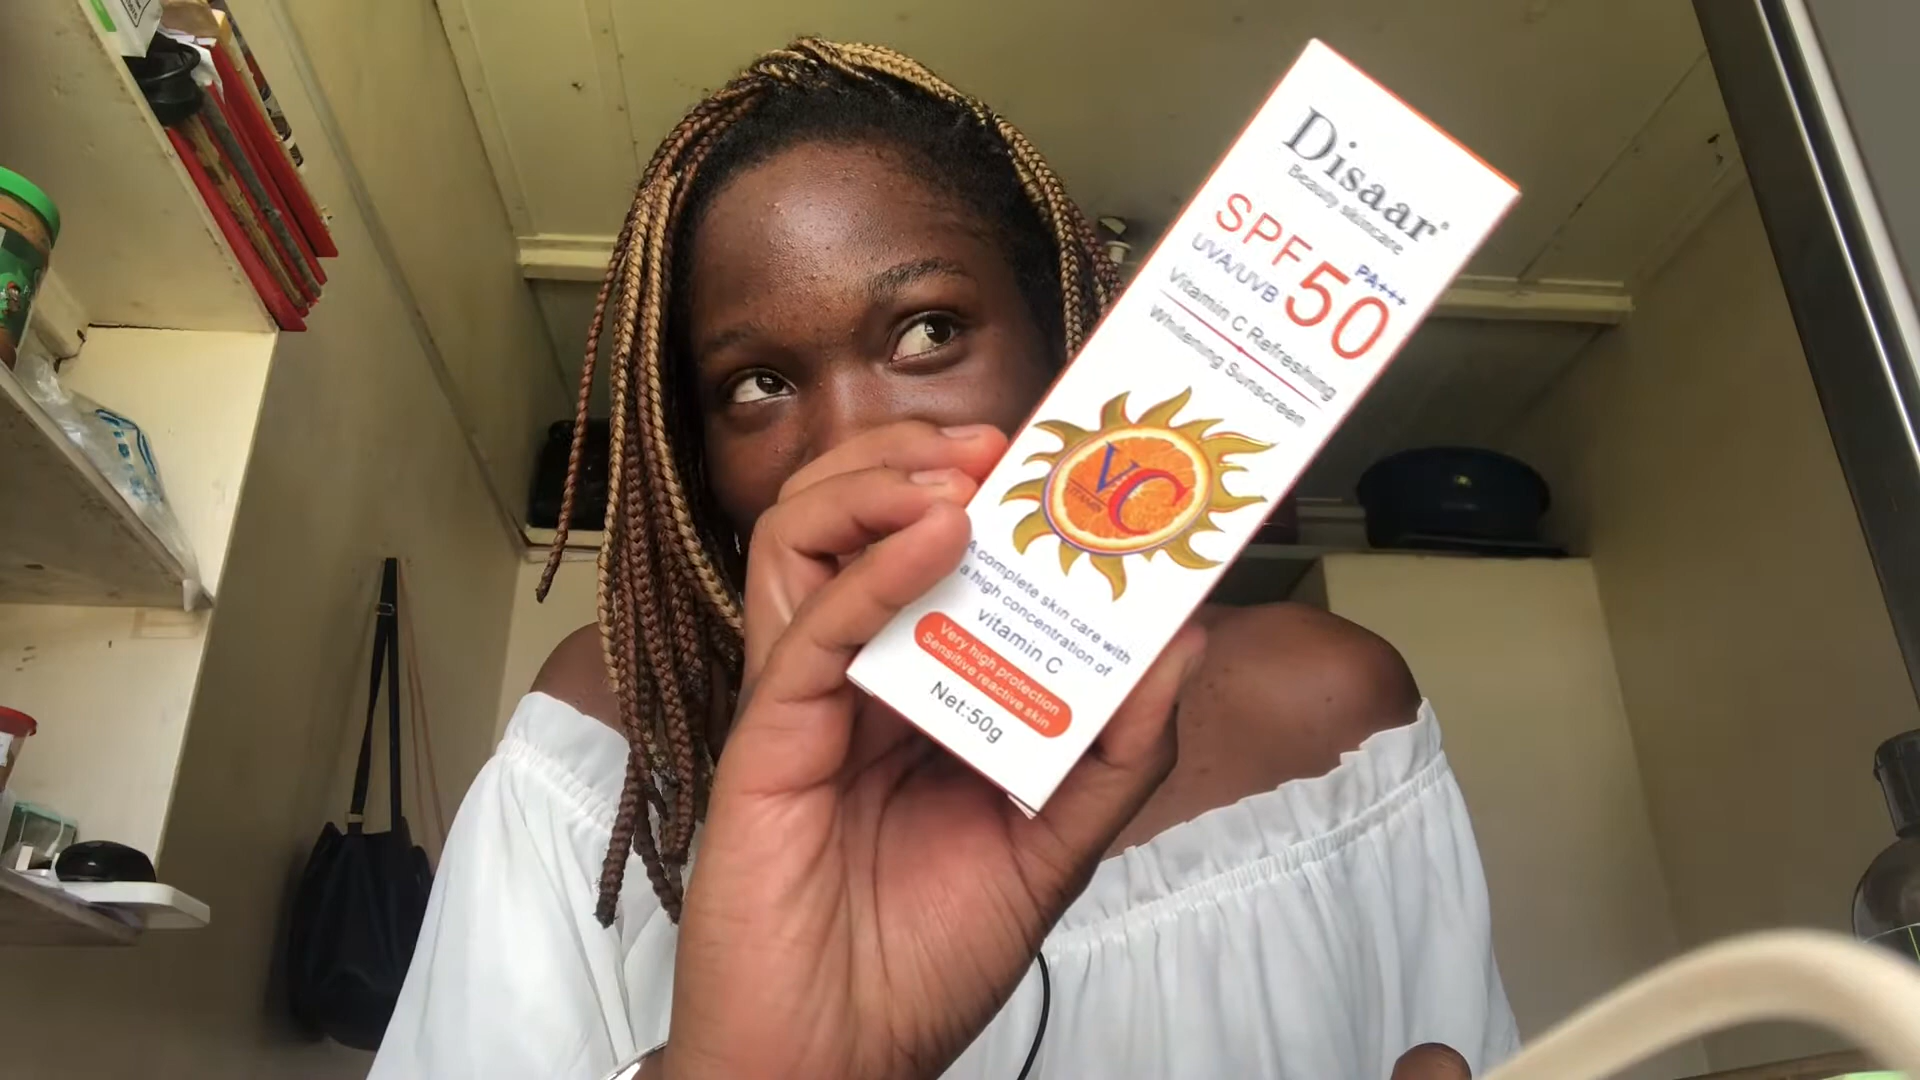 Disaar®
Beauty skincare
SPF 50
PA+++
UVA/UVB
Vitamin C Refreshing
Whitening Sunscreen
VC
VITAMIN
A complete skin care with
a high concentration of
vitamin C
Very high protection
Sensitive reactive skin
Net:50g